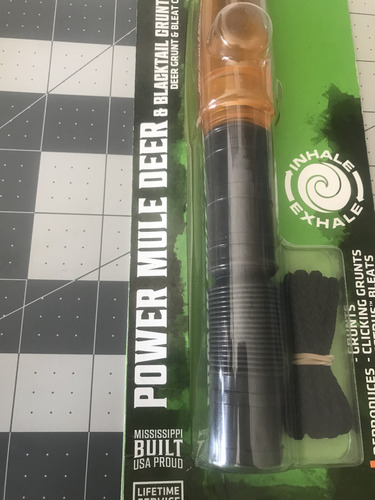 POWER MULE DEER & BLACKTAIL GRUNT
DEER GRUNT & BLEAT
INHALE
EXHALE
- GRUNTS
- CLICKING GRUNTS
BLEATS
MISSISSIPPI
BUILT
USA PROUD
LIFETIME
SERVICE